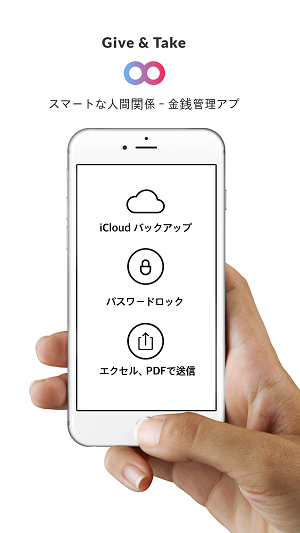 Give & Take
スマートな人間関係 - 金銭管理アプ
iCloud バックアップ
パスワードロック
エクセル、PDFで送信